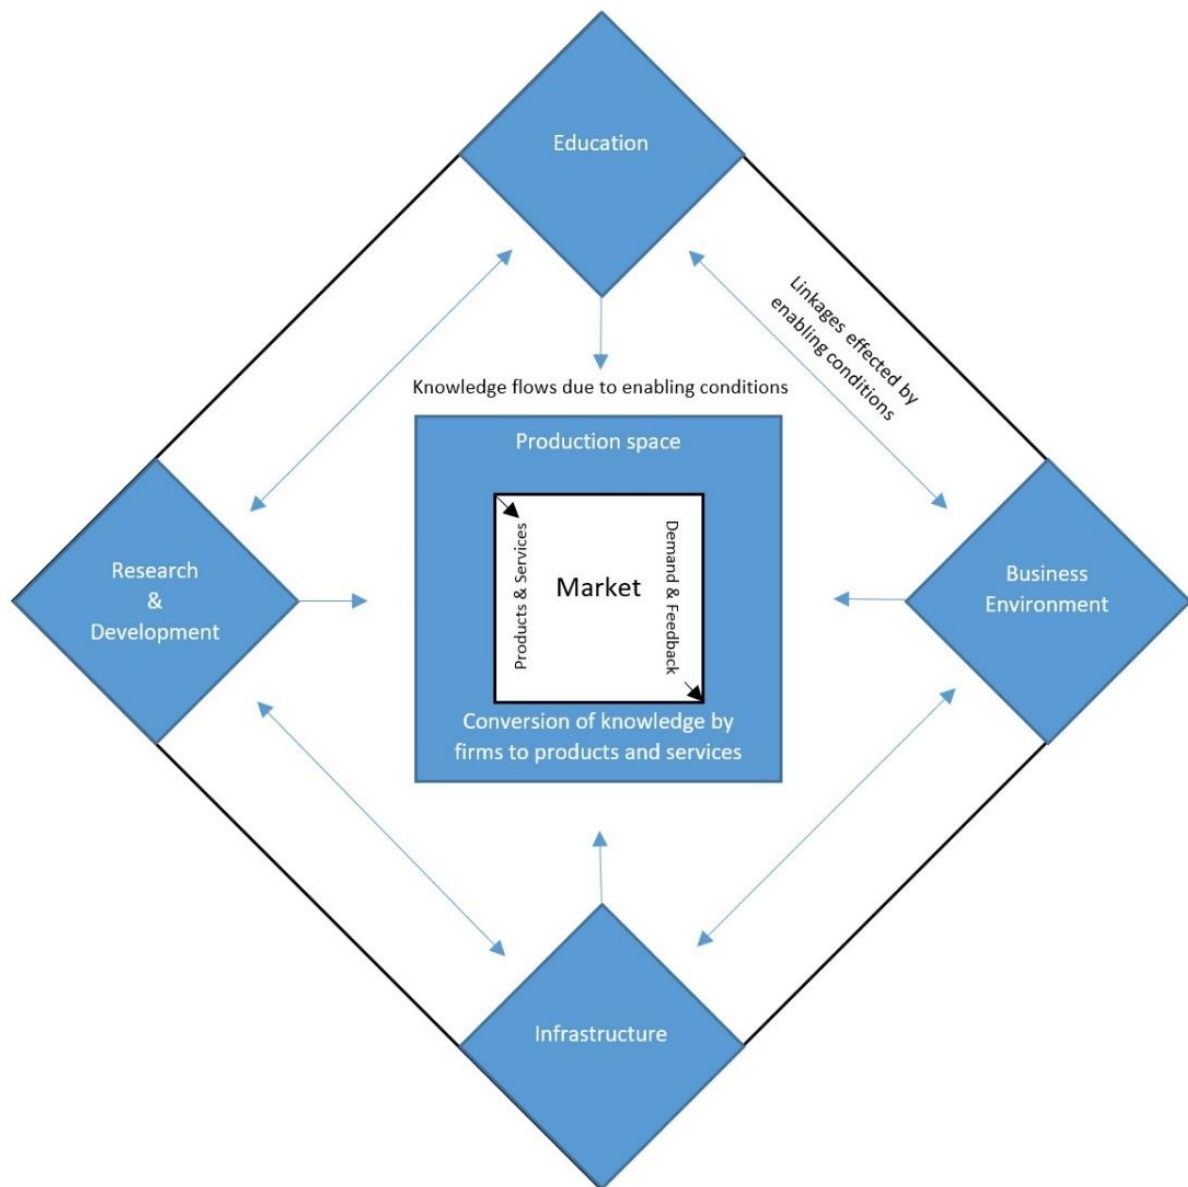 Education
Linkages effected by
enabling conditions
Knowledge flows due to enabling conditions
Production space
Research
&
Development
Products & Services
Market
Demand & Feedback
Business
Environment
Conversion of knowledge by
firms to products and services
Infrastructure